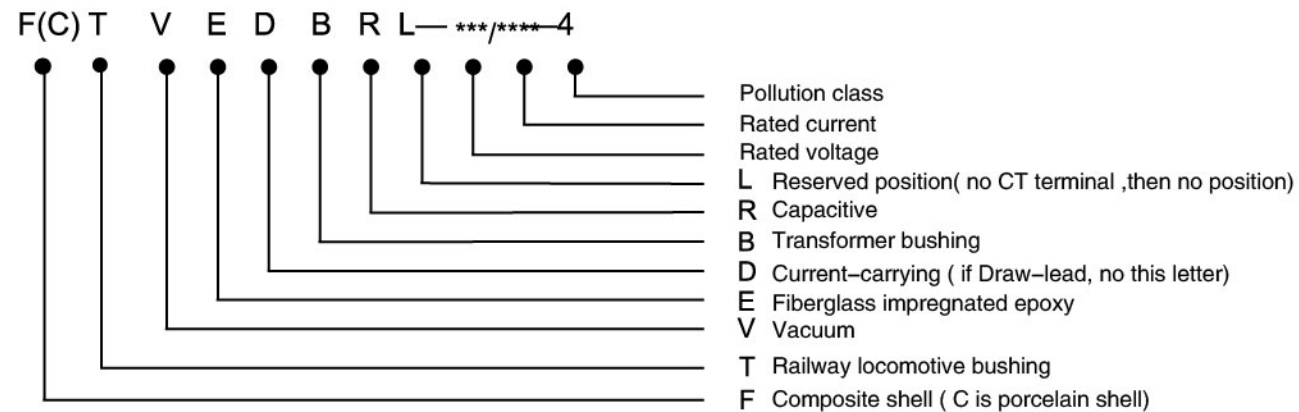 F(C) T V E D B R L— ***/****—4
Pollution class
Rated current
Rated voltage
L Reserved position( no CT terminal ,then no position)
R Capacitive
B Transformer bushing
D Current–carrying ( if Draw–lead, no this letter)
E Fiberglass impregnated epoxy
V Vacuum
T Railway locomotive bushing
F Composite shell ( C is porcelain shell)